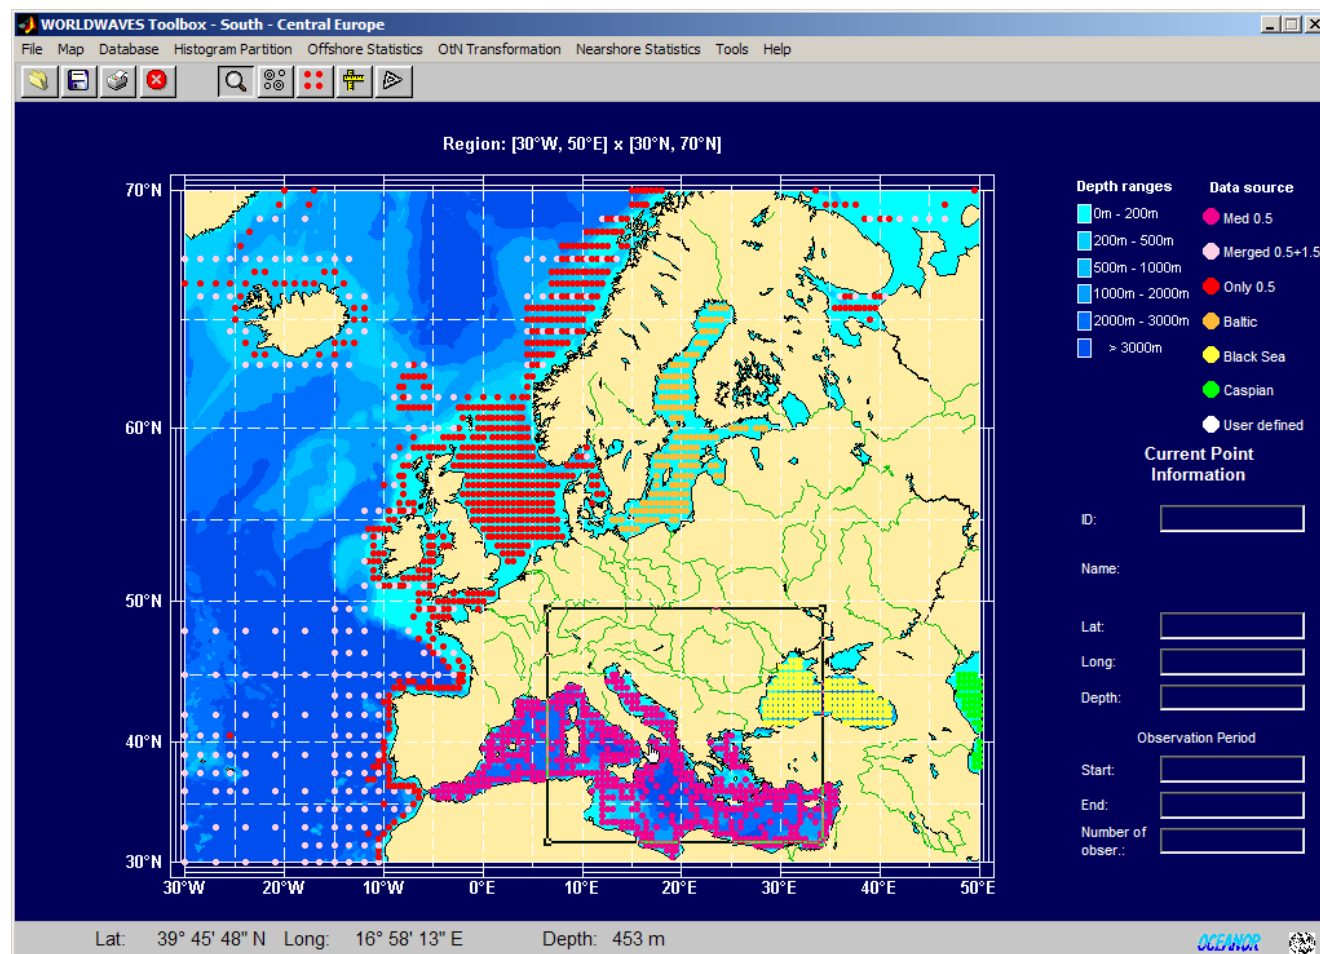 WORLDWAVES Toolbox - South - Central Europe
File Map Database Histogram Partition Offshore Statistics OtN Transformation Nearshore Statistics Tools Help
Region: [30°W, 50°E] x [30°N, 70°N]
70°N
60°N
50°N
40°N
30°N
30°W 20°W 10°W 0°E 10°E 20°E 30°E 40°E 50°E
Depth ranges
0m - 200m
200m - 500m
500m - 1000m
1000m - 2000m
2000m - 3000m
> 3000m
Data source
Med 0.5
Merged 0.5+1.5
Only 0.5
Baltic
Black Sea
Caspian
User defined
Current Point
Information
ID:
Name:
Lat:
Long:
Depth:
Observation Period
Start:
End:
Number of
obser.:
Lat: 39° 45' 48" N Long: 16° 58' 13" E Depth: 453 m
OCEANOR